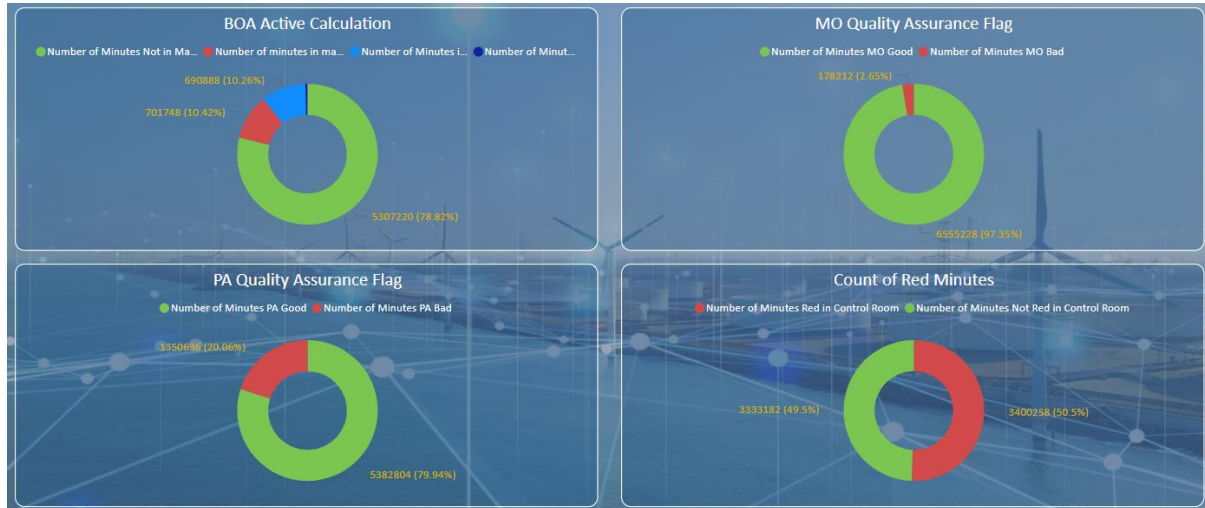 BOA Active Calculation
Number of Minutes Not in Ma... Number of minutes in ma... Number of Minutes i... Number of Minut...
690888 (10.26%)
701748 (10.42%)
5307220 (78.82%)
MO Quality Assurance Flag
Number of Minutes MO Good Number of Minutes MO Bad
178212 (2.65%)
6555228 (97.35%)
PA Quality Assurance Flag
Number of Minutes PA Good Number of Minutes PA Bad
1350636 (20.06%)
5382804 (79.94%)
Count of Red Minutes
Number of Minutes Red in Control Room Number of Minutes Not Red in Control Room
3333182 (49.5%)
3400258 (50.5%)